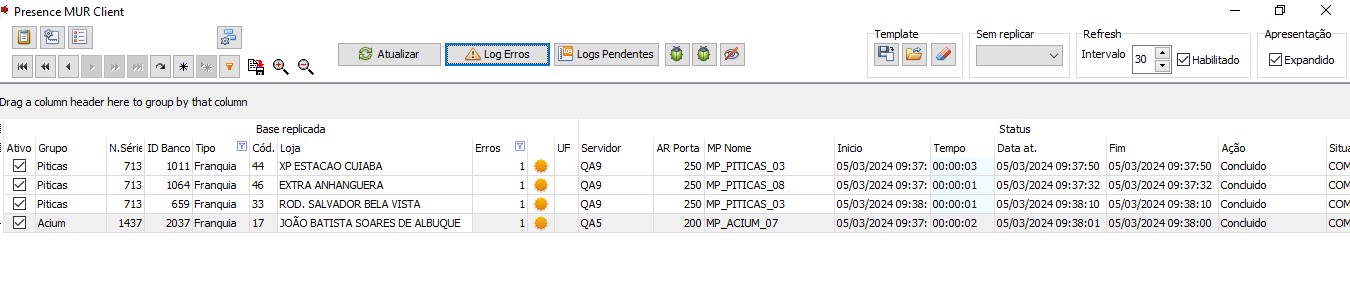 Presence MUR Client
Atualizar Log Erros Logs Pendentes
Template Sem replicar Refresh Apresentação
Intervalo 30 Habilitado Expandido
Drag a column header here to group by that column
Base replicada Status
Ativo Grupo N.Série ID Banco Tipo Cód. Loja Erros UF Servidor AR Porta MP Nome Inicio Tempo Data at. Fim Ação Situa
Piticas 713 1011 Franquia 44 XP ESTACAO CUIABA 1 QA9 250 MP_PITICAS_03 05/03/2024 09:37: 00:00:03 05/03/2024 09:37:50 05/03/2024 09:37:50 Concluido COM
Piticas 713 1064 Franquia 46 EXTRA ANHANGUERA 1 QA9 250 MP_PITICAS_08 05/03/2024 09:37: 00:00:01 05/03/2024 09:37:32 05/03/2024 09:37:32 Concluido COM
Piticas 713 659 Franquia 33 ROD. SALVADOR BELA VISTA 1 QA9 250 MP_PITICAS_03 05/03/2024 09:38: 00:00:01 05/03/2024 09:38:10 05/03/2024 09:38:10 Concluido COM
Acium 1437 2037 Franquia 17 JOÃO BATISTA SOARES DE ALBUQUE 1 QA5 200 MP_ACIUM_07 05/03/2024 09:37: 00:00:02 05/03/2024 09:38:01 05/03/2024 09:38:00 Concluido COM